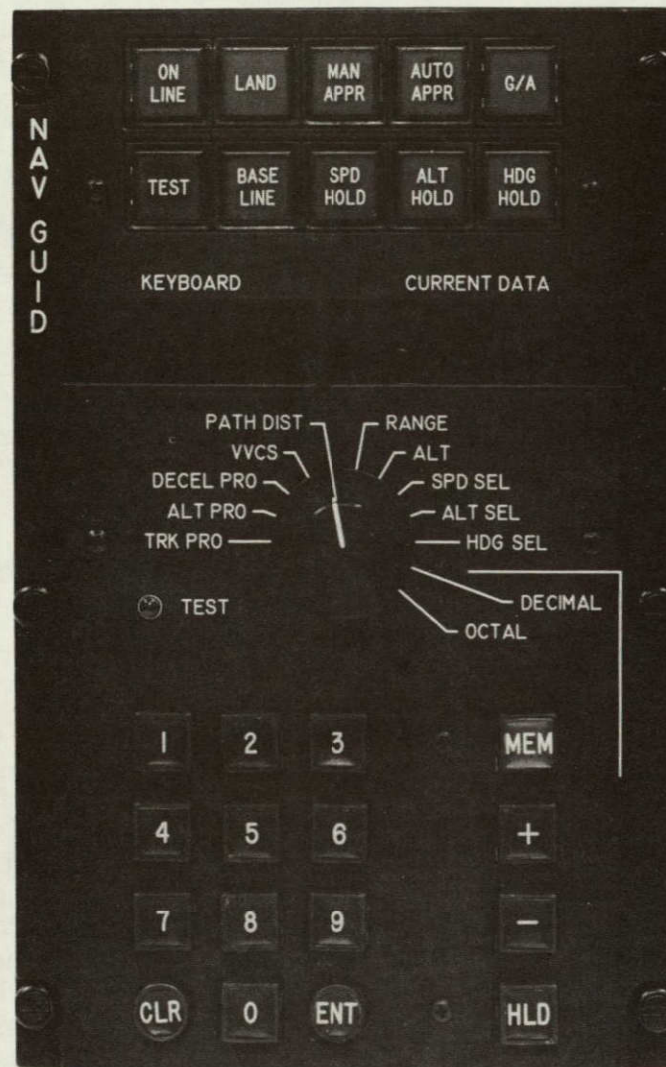 NAV GUID
ON LINE
LAND
MAN APPR
AUTO APPR
G/A
TEST
BASE LINE
SPD HOLD
ALT HOLD
HDG HOLD
KEYBOARD
CURRENT DATA
PATH DIST
RANGE
VVCS
ALT
DECEL PRO
SPD SEL
ALT PRO
ALT SEL
TRK PRO
HDG SEL
TEST
DECIMAL
OCTAL
1 2 3 MEM
4 5 6 +
7 8 9 -
CLR 0 ENT HLD